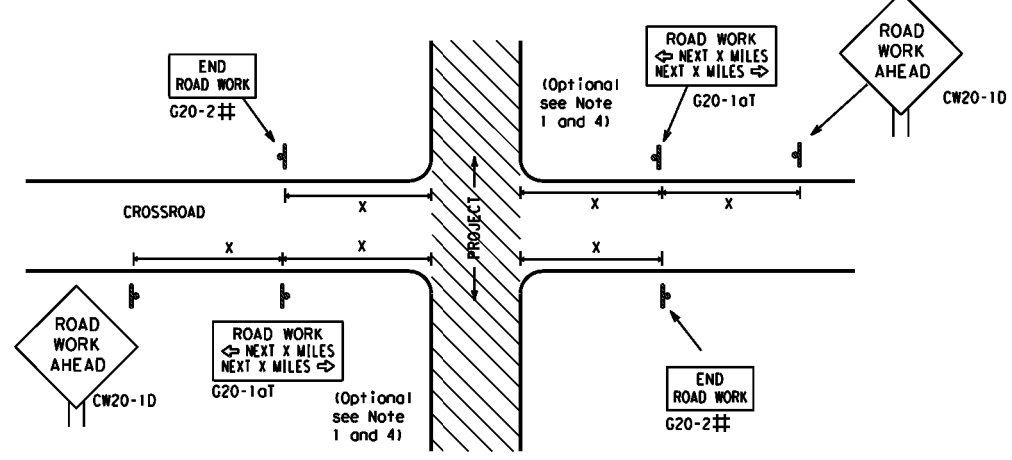 ROAD
WORK
AHEAD
CW20-1D
ROAD WORK
⇦ NEXT X MILES
NEXT X MILES ⇨
G20-1aT
(Optional
see Note
1 and 4)
END
ROAD WORK
G20-2#
X
X
X
CROSSROAD
PROJECT
X
X
X
ROAD
WORK
AHEAD
CW20-1D
ROAD WORK
⇦ NEXT X MILES
NEXT X MILES ⇨
G20-1aT
(Optional
see Note
1 and 4)
END
ROAD WORK
G20-2#